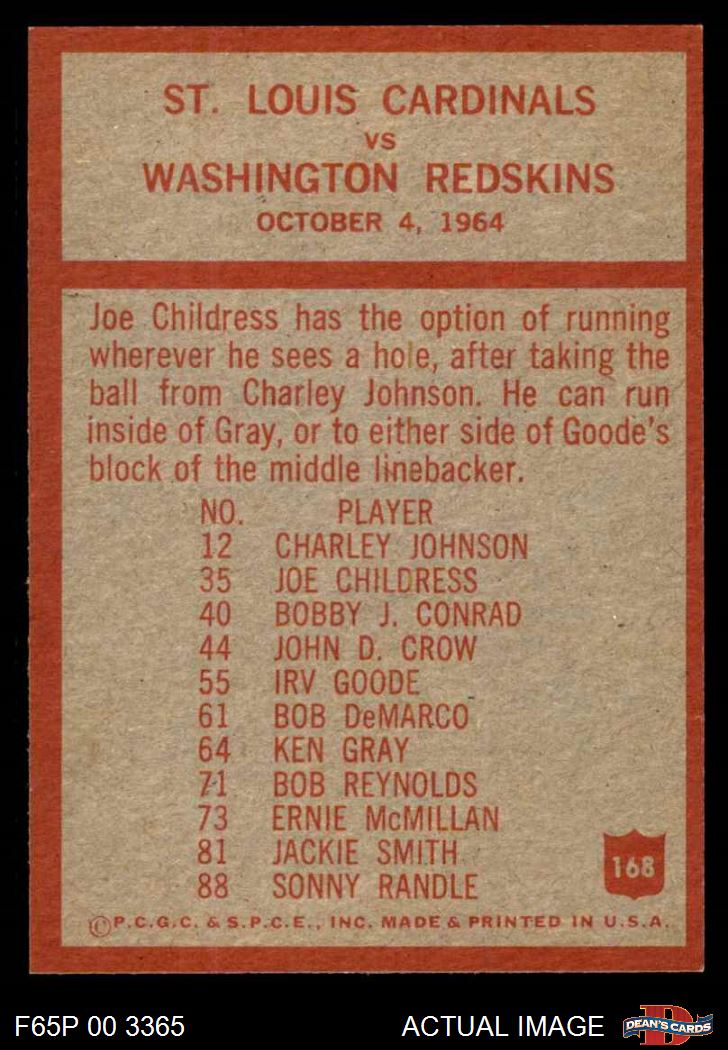 ST. LOUIS CARDINALS
VS
WASHINGTON REDSKINS
OCTOBER 4, 1964
Joe Childress has the option of running
wherever he sees a hole, after taking the
ball from Charley Johnson. He can run
inside of Gray, or to either side of Goode's
block of the middle linebacker.
NO. PLAYER
12 CHARLEY JOHNSON
35 JOE CHILDRESS
40 BOBBY J. CONRAD
44 JOHN D. CROW
55 IRV GOODE
61 BOB DeMARCO
64 KEN GRAY
71 BOB REYNOLDS
73 ERNIE McMILLAN
81 JACKIE SMITH
88 SONNY RANDLE
168
©P.C.G.C. & S.P.C.E., INC. MADE & PRINTED IN U.S.A.
F65P 00 3365 ACTUAL IMAGE D DEAN'S CARDS